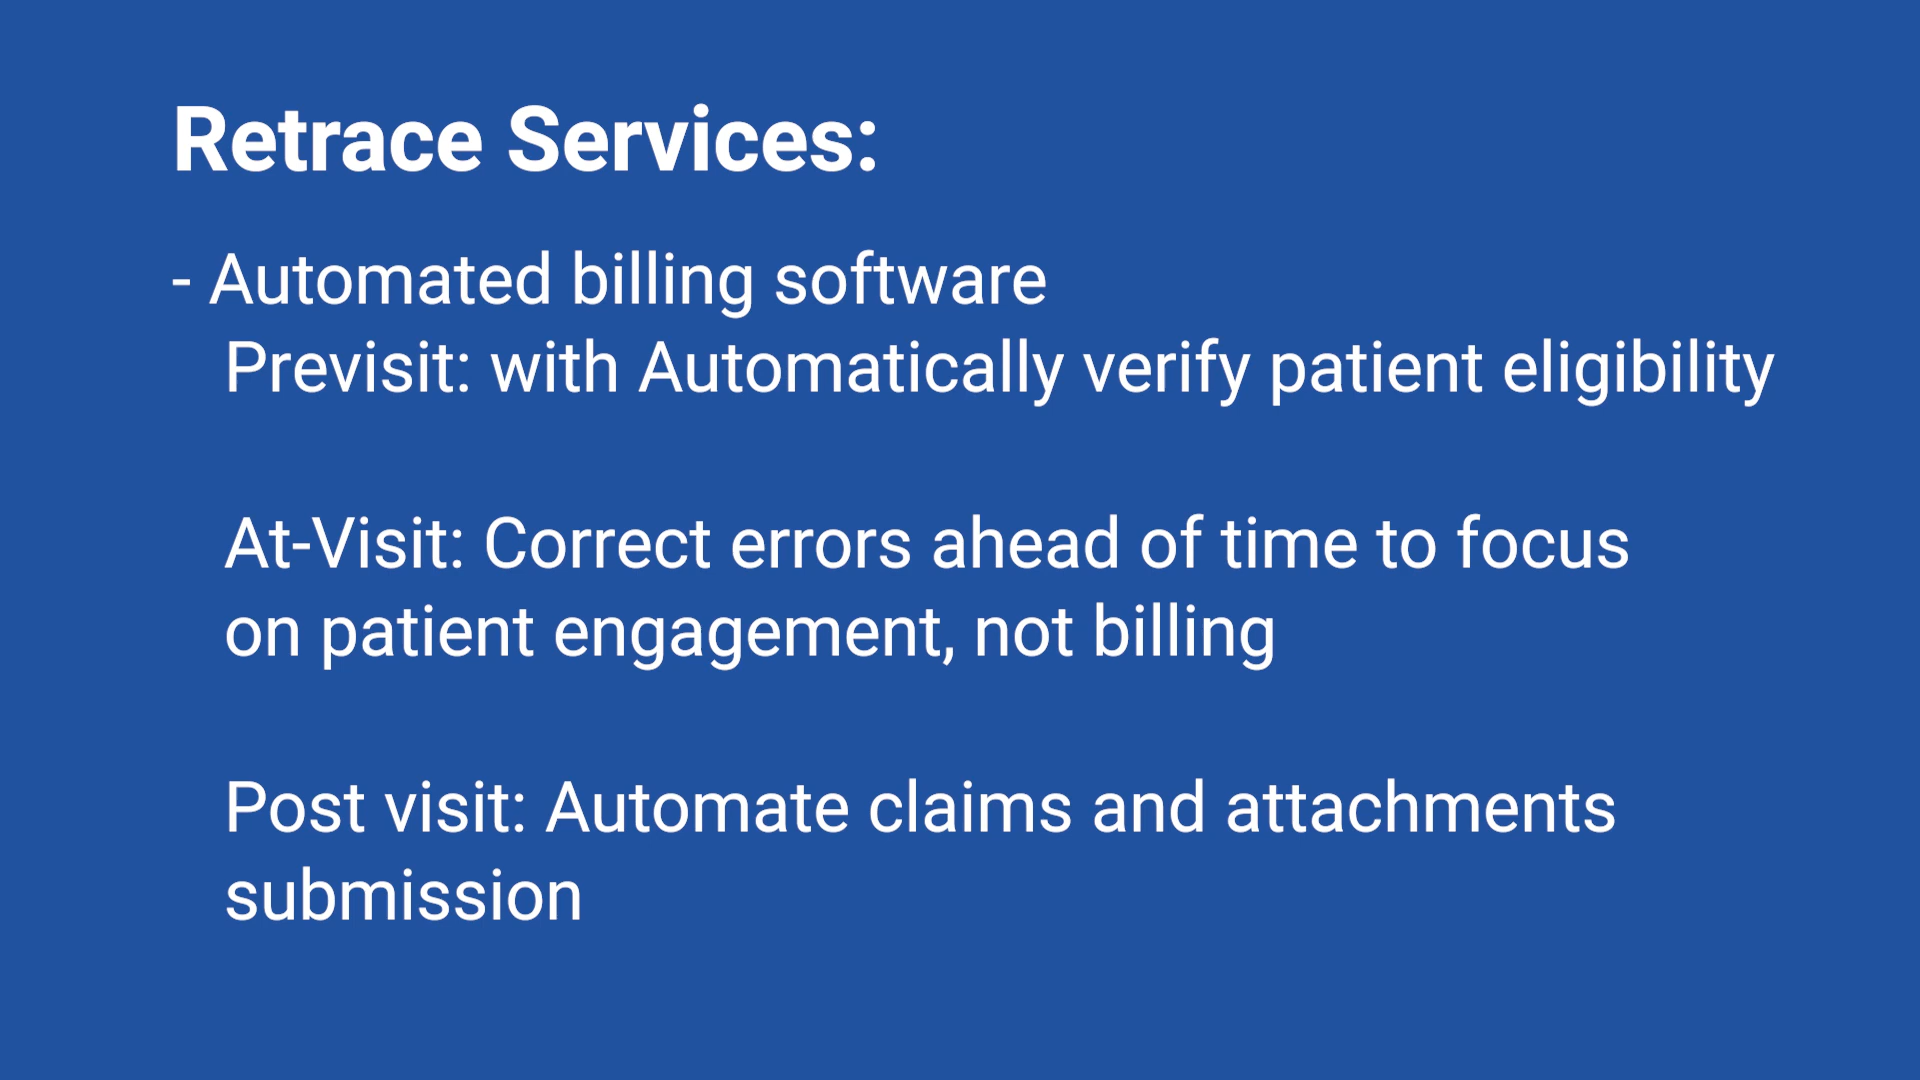 Retrace Services:
- Automated billing software
Previsit: with Automatically verify patient eligibility
At-Visit: Correct errors ahead of time to focus
on patient engagement, not billing
Post visit: Automate claims and attachments
submission